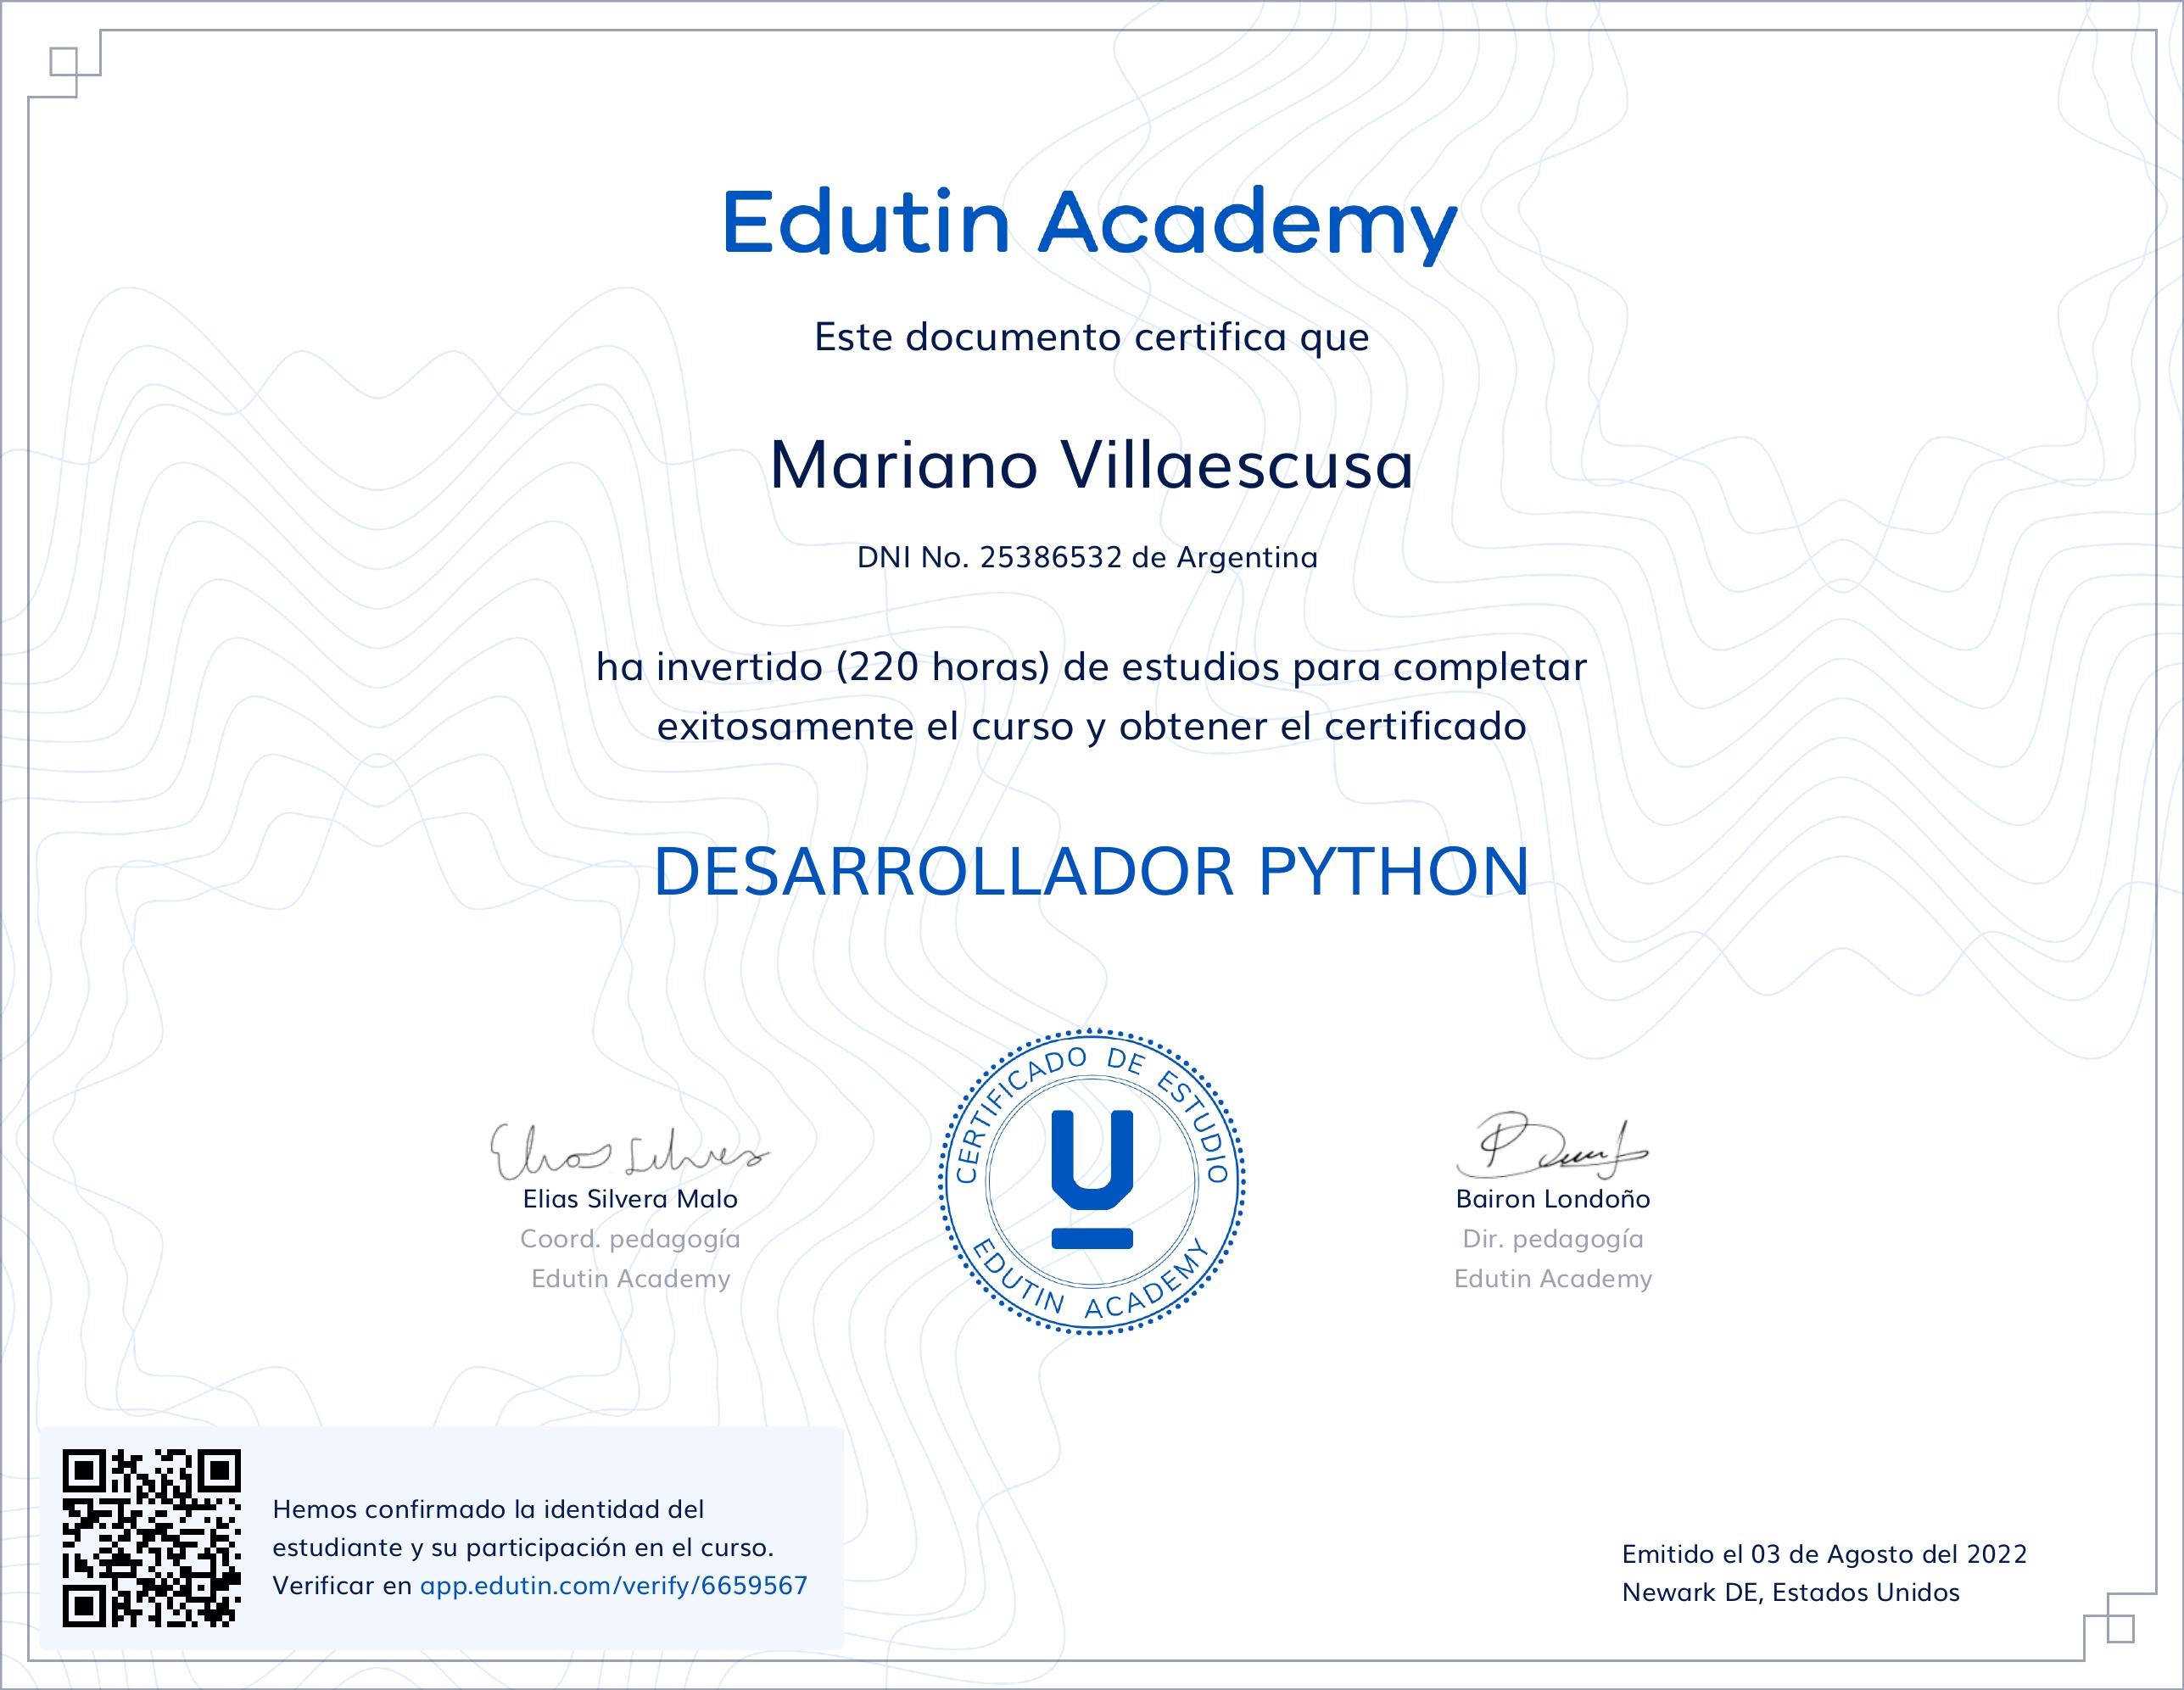 Edutin Academy
Este documento certifica que
Mariano Villaescusa
DNI No. 25386532 de Argentina
ha invertido (220 horas) de estudios para completar
exitosamente el curso y obtener el certificado
DESARROLLADOR PYTHON
CERTIFICADO DE ESTUDIO
EDUTIN ACADEMY
Elias Silvera Malo
Coord. pedagogía
Edutin Academy
Bairon Londoño
Dir. pedagogía
Edutin Academy
Hemos confirmado la identidad del
estudiante y su participación en el curso.
Verificar en app.edutin.com/verify/6659567
Emitido el 03 de Agosto del 2022
Newark DE, Estados Unidos